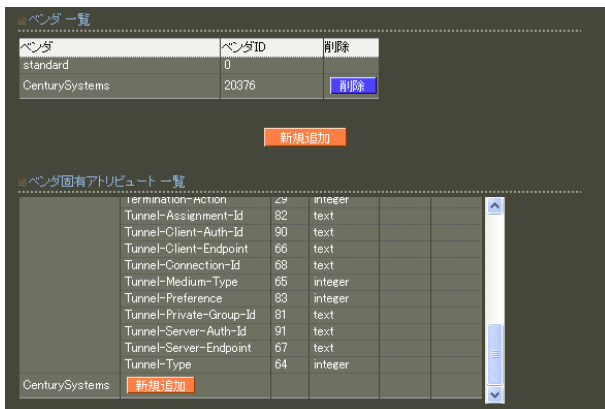 ベンダ 一覧
ベンダ ベンダID 削除
standard 0
CenturySystems 20376 削除
新規追加
ベンダ固有アトリビュート 一覧
Termination-Action 29 integer
Tunnel-Assignment-Id 82 text
Tunnel-Client-Auth-Id 90 text
Tunnel-Client-Endpoint 66 text
Tunnel-Connection-Id 68 text
Tunnel-Medium-Type 65 integer
Tunnel-Preference 83 integer
Tunnel-Private-Group-Id 81 text
Tunnel-Server-Auth-Id 91 text
Tunnel-Server-Endpoint 67 text
Tunnel-Type 64 integer
CenturySystems 新規追加